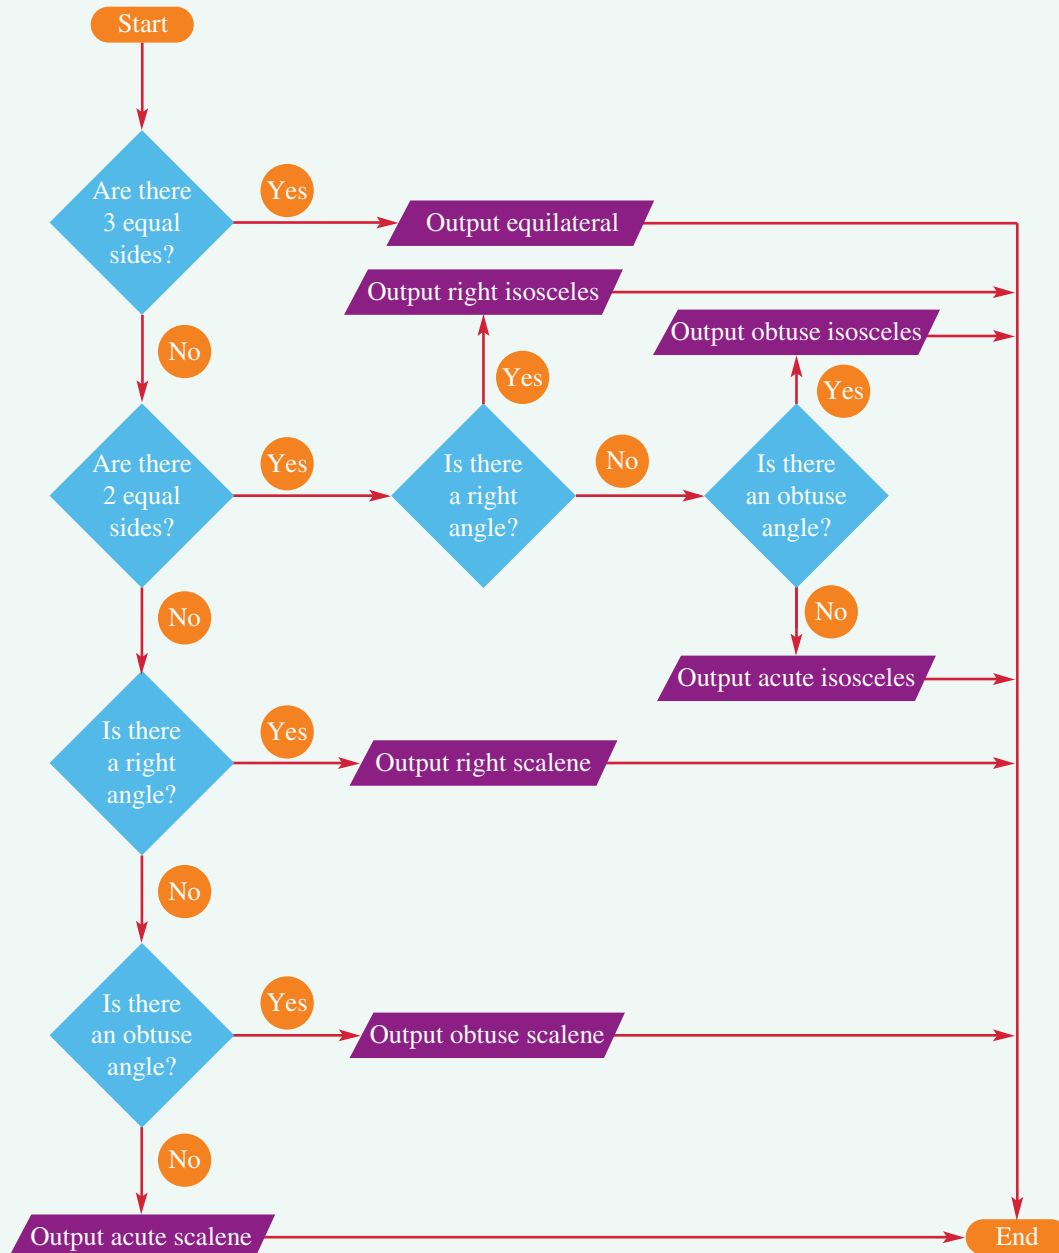 Start
Are there
3 equal
sides?
Yes
Output equilateral
Output right isosceles
Output obtuse isosceles
No
Yes
Yes
Are there
2 equal
sides?
Yes
Is there
a right
angle?
No
Is there
an obtuse
angle?
No
No
Output acute isosceles
Is there
a right
angle?
Yes
Output right scalene
No
Is there
an obtuse
angle?
Yes
Output obtuse scalene
No
Output acute scalene
End